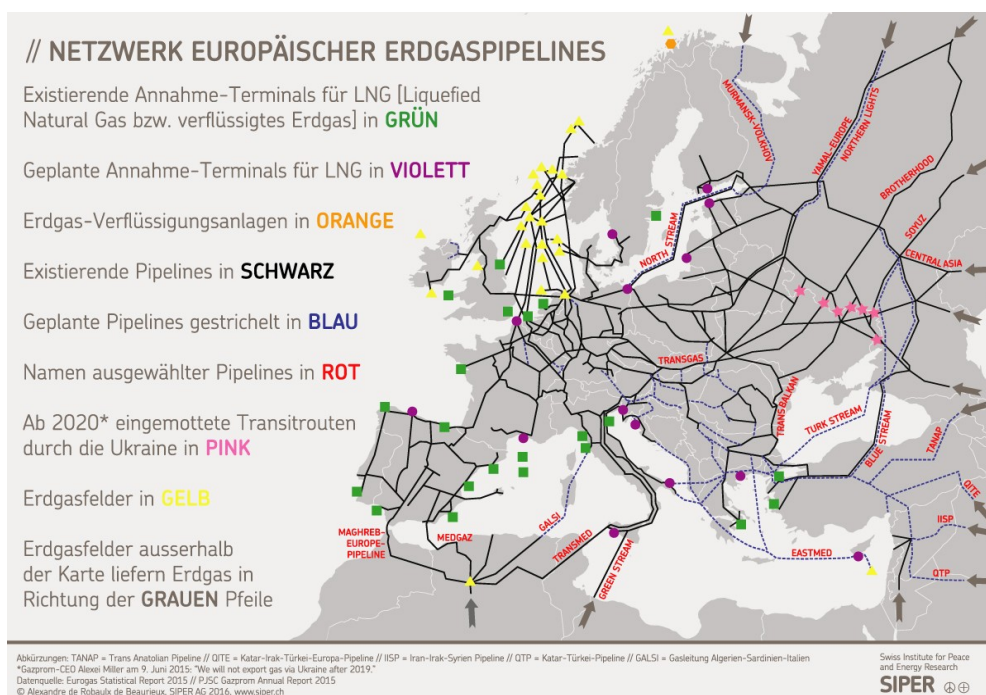 // NETZWERK EUROPÄISCHER ERDGASPIPELINES
Existierende Annahme-Terminals für LNG [Liquefied
Natural Gas bzw. verflüssigtes Erdgas] in GRÜN
Geplante Annahme-Terminals für LNG in VIOLETT
Erdgas-Verflüssigungsanlagen in ORANGE
Existierende Pipelines in SCHWARZ
Geplante Pipelines gestrichelt in BLAU
Namen ausgewählter Pipelines in ROT
Ab 2020* eingemottete Transitrouten
durch die Ukraine in PINK
Erdgasfelder in GELB
Erdgasfelder ausserhalb
der Karte liefern Erdgas in
Richtung der GRAUEN Pfeile
MURMANSK-VOLKHOV
YAMAL-EUROPE
NORTHERN LIGHTS
BROTHERHOOD
SOYUZ
CENTRAL ASIA
NORTH STREAM
TRANSGAS
TRANS BALKAN
TURK STREAM
BLUE STREAM
TANAP
QITE
IISP
QTP
EASTMED
GREEN STREAM
TRANSMED
GALSI
MEDGAZ
MAGHREB-
EUROPE-
PIPELINE
Abkürzungen: TANAP = Trans Anatolian Pipeline // QITE = Katar-Irak-Türkei-Europa-Pipeline // IISP = Iran-Irak-Syrien Pipeline // QTP = Katar-Türkei-Pipeline // GALSI = Gasleitung Algerien-Sardinien-Italien
*Gazprom-CEO Alexei Miller am 9. Juni 2015: "We will not export gas via Ukraine after 2019."
Datenquelle: Eurogas Statistical Report 2015 // PJSC Gazprom Annual Report 2015
© Alexandre de Robaulx de Beaurieux, SIPER AG 2016, www.siper.ch
Swiss Institute for Peace
and Energy Research
SIPER